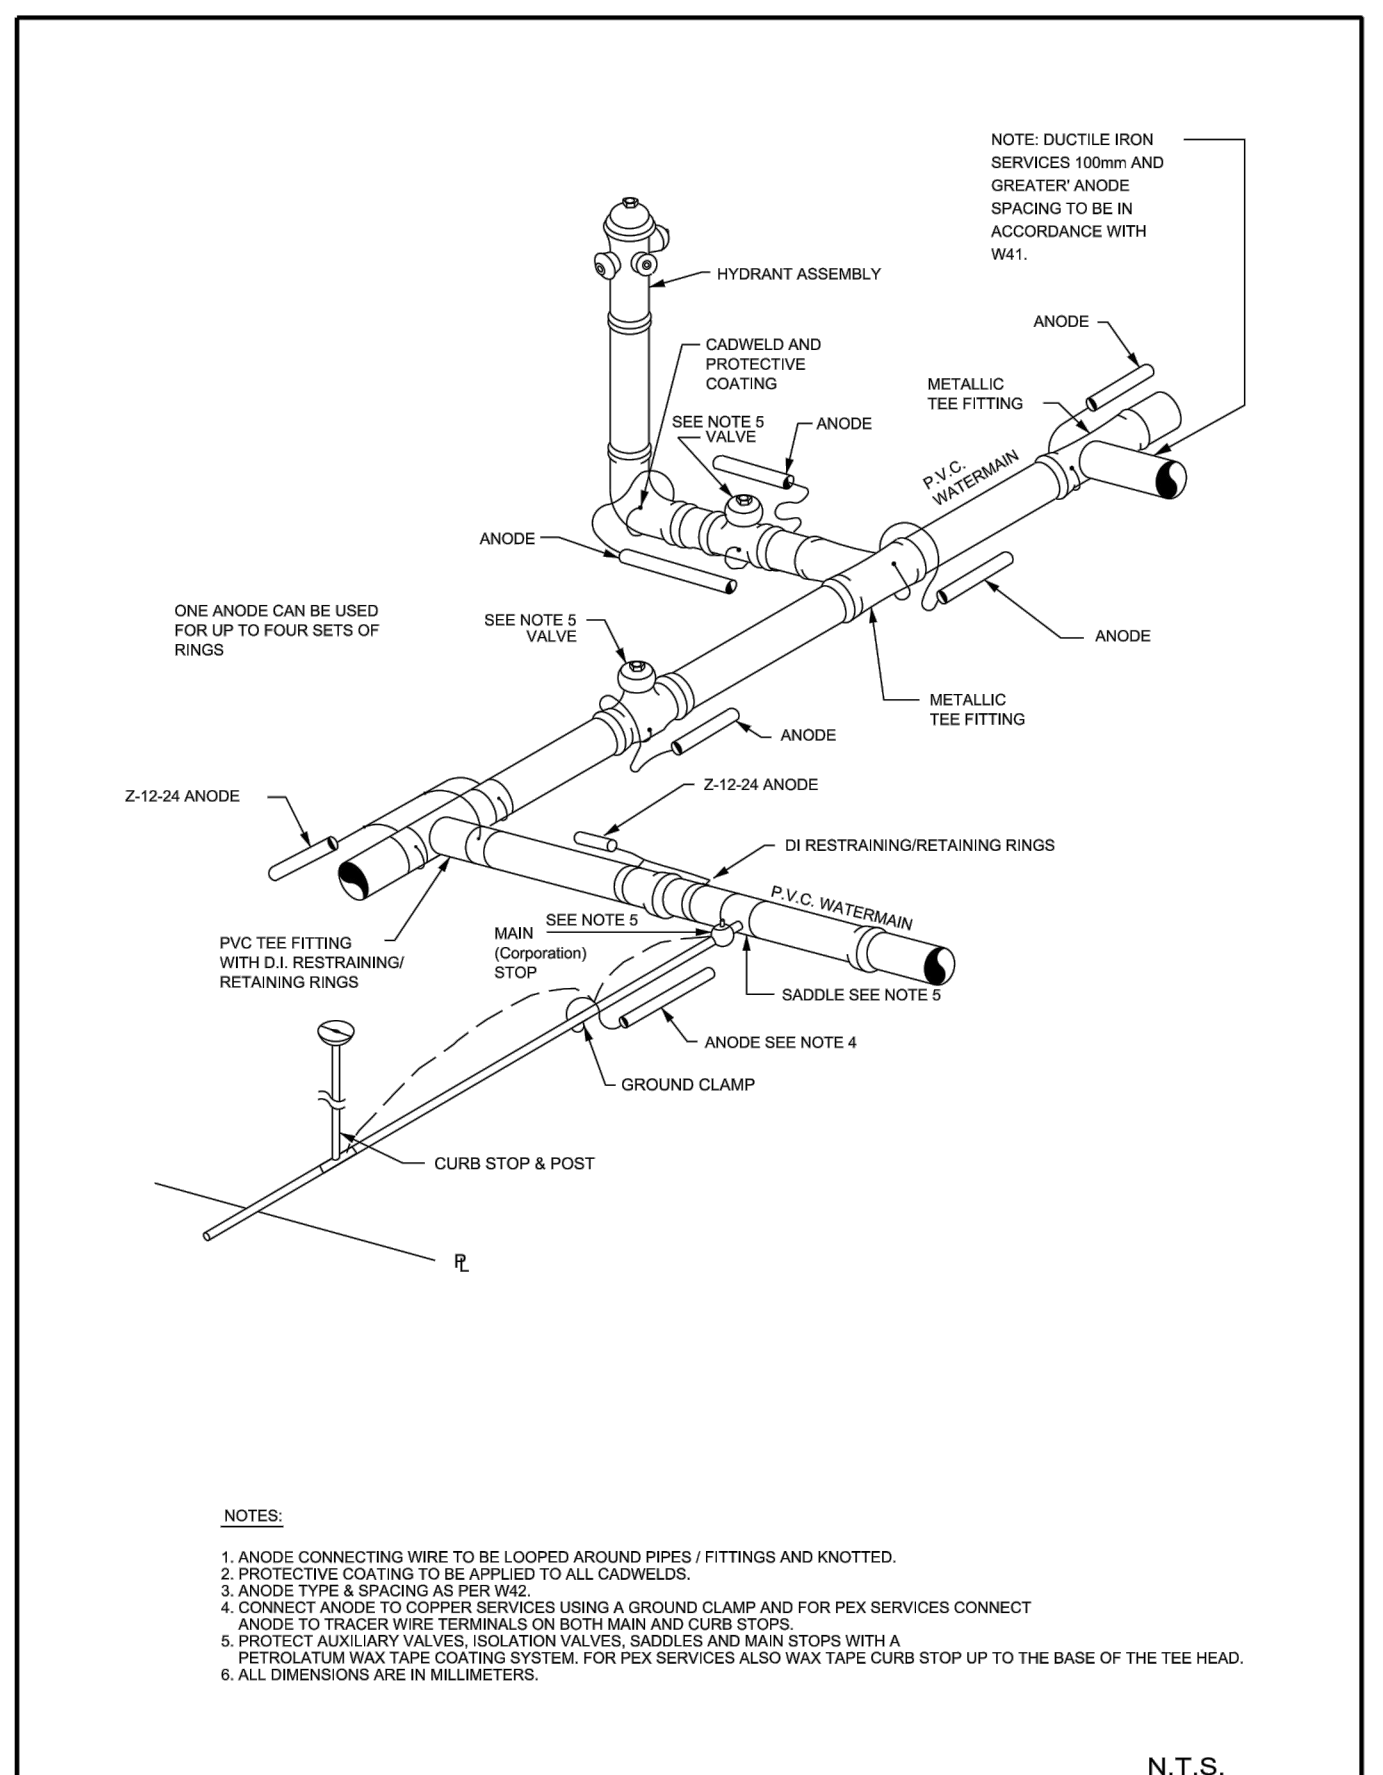 NOTE: DUCTILE IRON
SERVICES 100mm AND
GREATER' ANODE
SPACING TO BE IN
ACCORDANCE WITH
W41.
HYDRANT ASSEMBLY
ANODE
CADWELD AND
PROTECTIVE
COATING
METALLIC
TEE FITTING
SEE NOTE 5
VALVE
ANODE
P.V.C.
WATERMAIN
ANODE
ONE ANODE CAN BE USED
FOR UP TO FOUR SETS OF
RINGS
SEE NOTE 5
VALVE
ANODE
METALLIC
TEE FITTING
ANODE
Z-12-24 ANODE
Z-12-24 ANODE
DI RESTRAINING/RETAINING RINGS
P.V.C. WATERMAIN
SEE NOTE 5
MAIN
(Corporation)
STOP
PVC TEE FITTING
WITH D.I. RESTRAINING/
RETAINING RINGS
SADDLE SEE NOTE 5
ANODE SEE NOTE 4
GROUND CLAMP
CURB STOP & POST
PL
NOTES:
1. ANODE CONNECTING WIRE TO BE LOOPED AROUND PIPES / FITTINGS AND KNOTTED.
2. PROTECTIVE COATING TO BE APPLIED TO ALL CADWELDS.
3. ANODE TYPE & SPACING AS PER W42.
4. CONNECT ANODE TO COPPER SERVICES USING A GROUND CLAMP AND FOR PEX SERVICES CONNECT
ANODE TO TRACER WIRE TERMINALS ON BOTH MAIN AND CURB STOPS.
5. PROTECT AUXILIARY VALVES, ISOLATION VALVES, SADDLES AND MAIN STOPS WITH A
PETROLATUM WAX TAPE COATING SYSTEM. FOR PEX SERVICES ALSO WAX TAPE CURB STOP UP TO THE BASE OF THE TEE HEAD.
6. ALL DIMENSIONS ARE IN MILLIMETERS.
N.T.S.